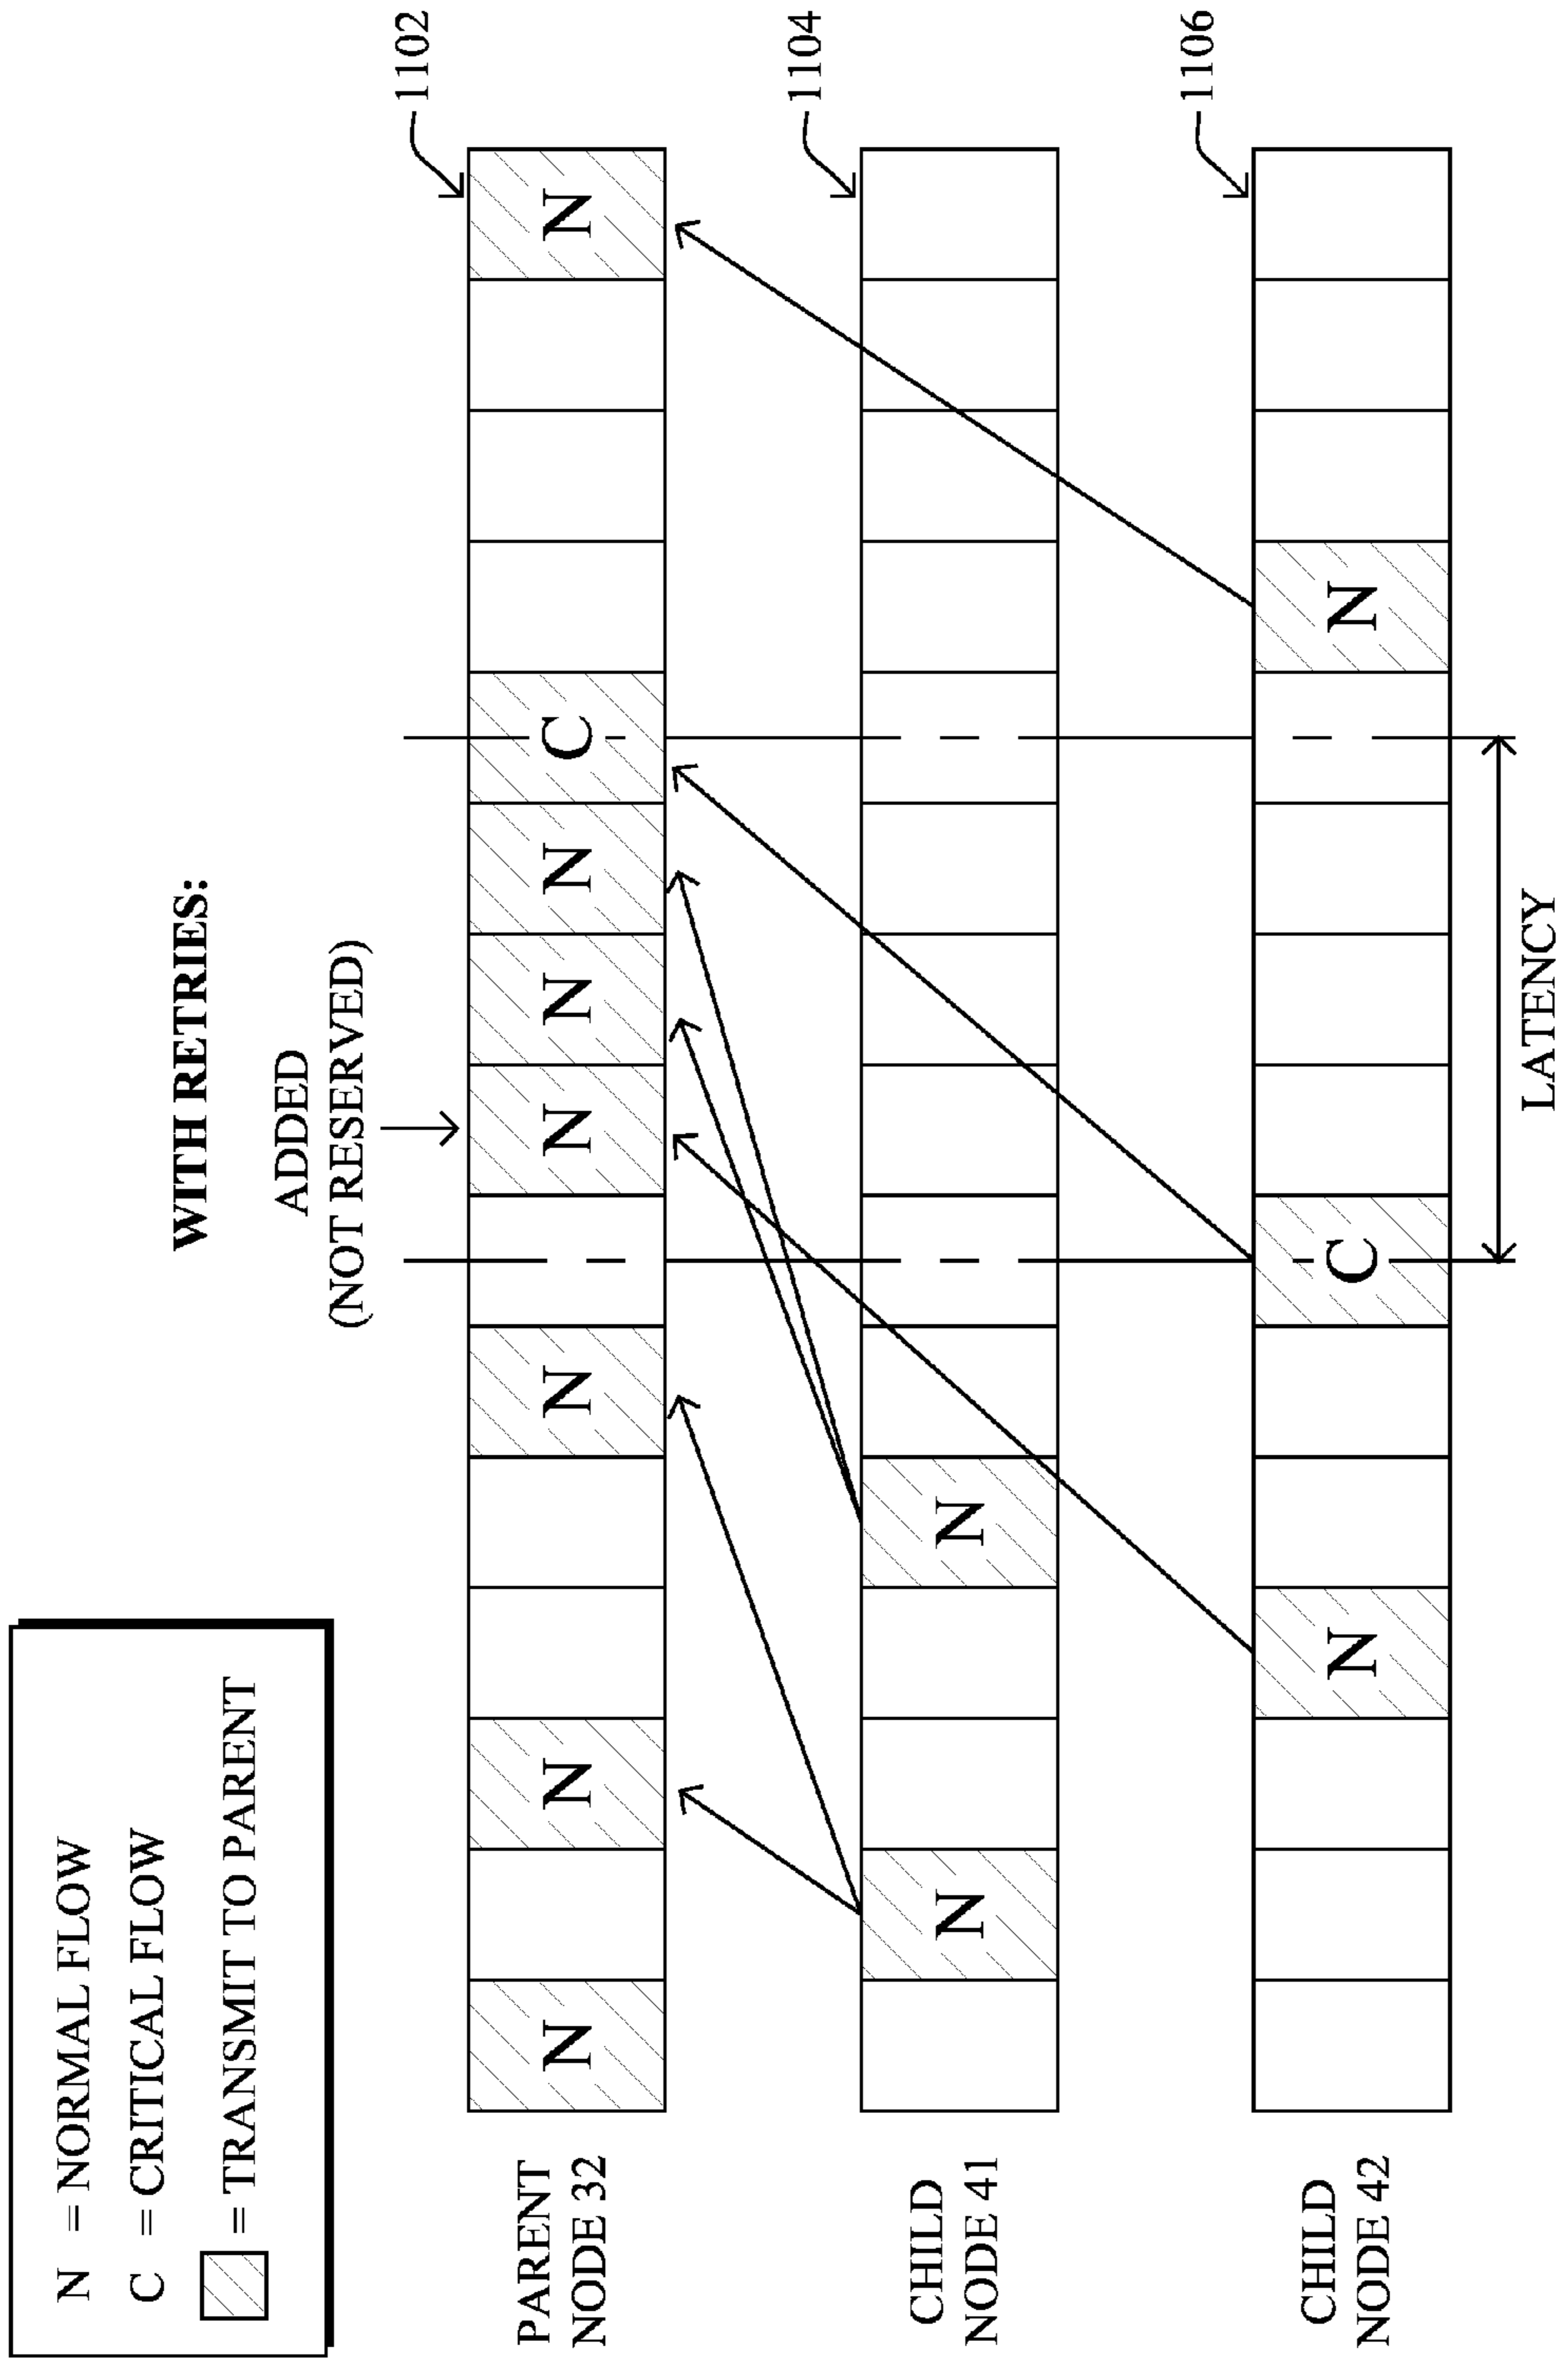 N = NORMAL FLOW
C = CRITICAL FLOW
= TRANSMIT TO PARENT
WITH RETRIES:
ADDED
(NOT RESERVED)
1102
PARENT
NODE 32
N
N
N
N
N
N
C
N
1104
CHILD
NODE 41
N
N
1106
CHILD
NODE 42
N
C
N
LATENCY